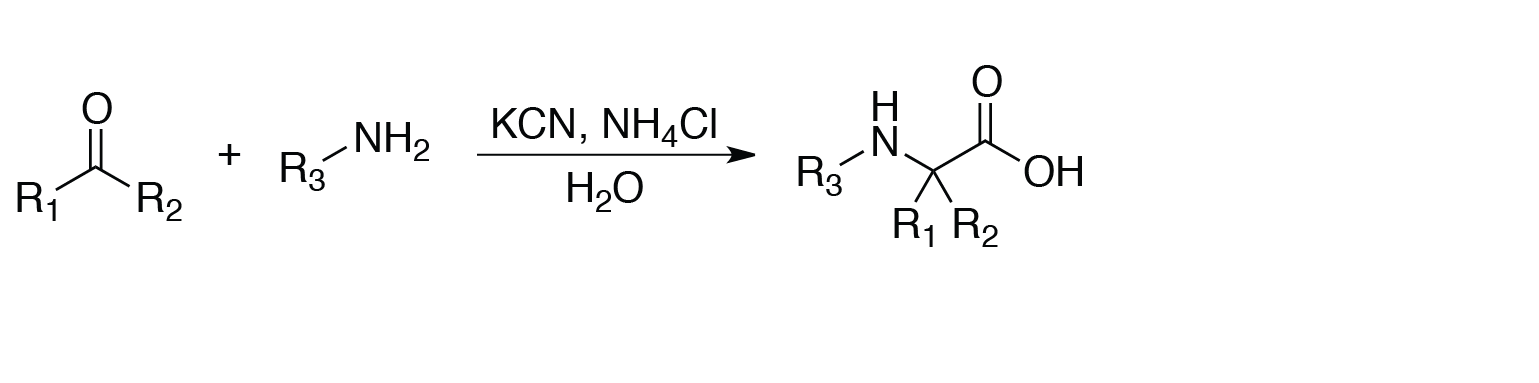 O
R1 R2
+
R3 NH2
KCN, NH4Cl
H2O
H
N
R3
O
OH
R1 R2